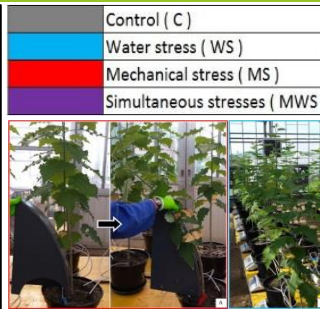 Control ( C )
Water stress ( WS )
Mechanical stress ( MS )
Simultaneous stresses ( MWS
A